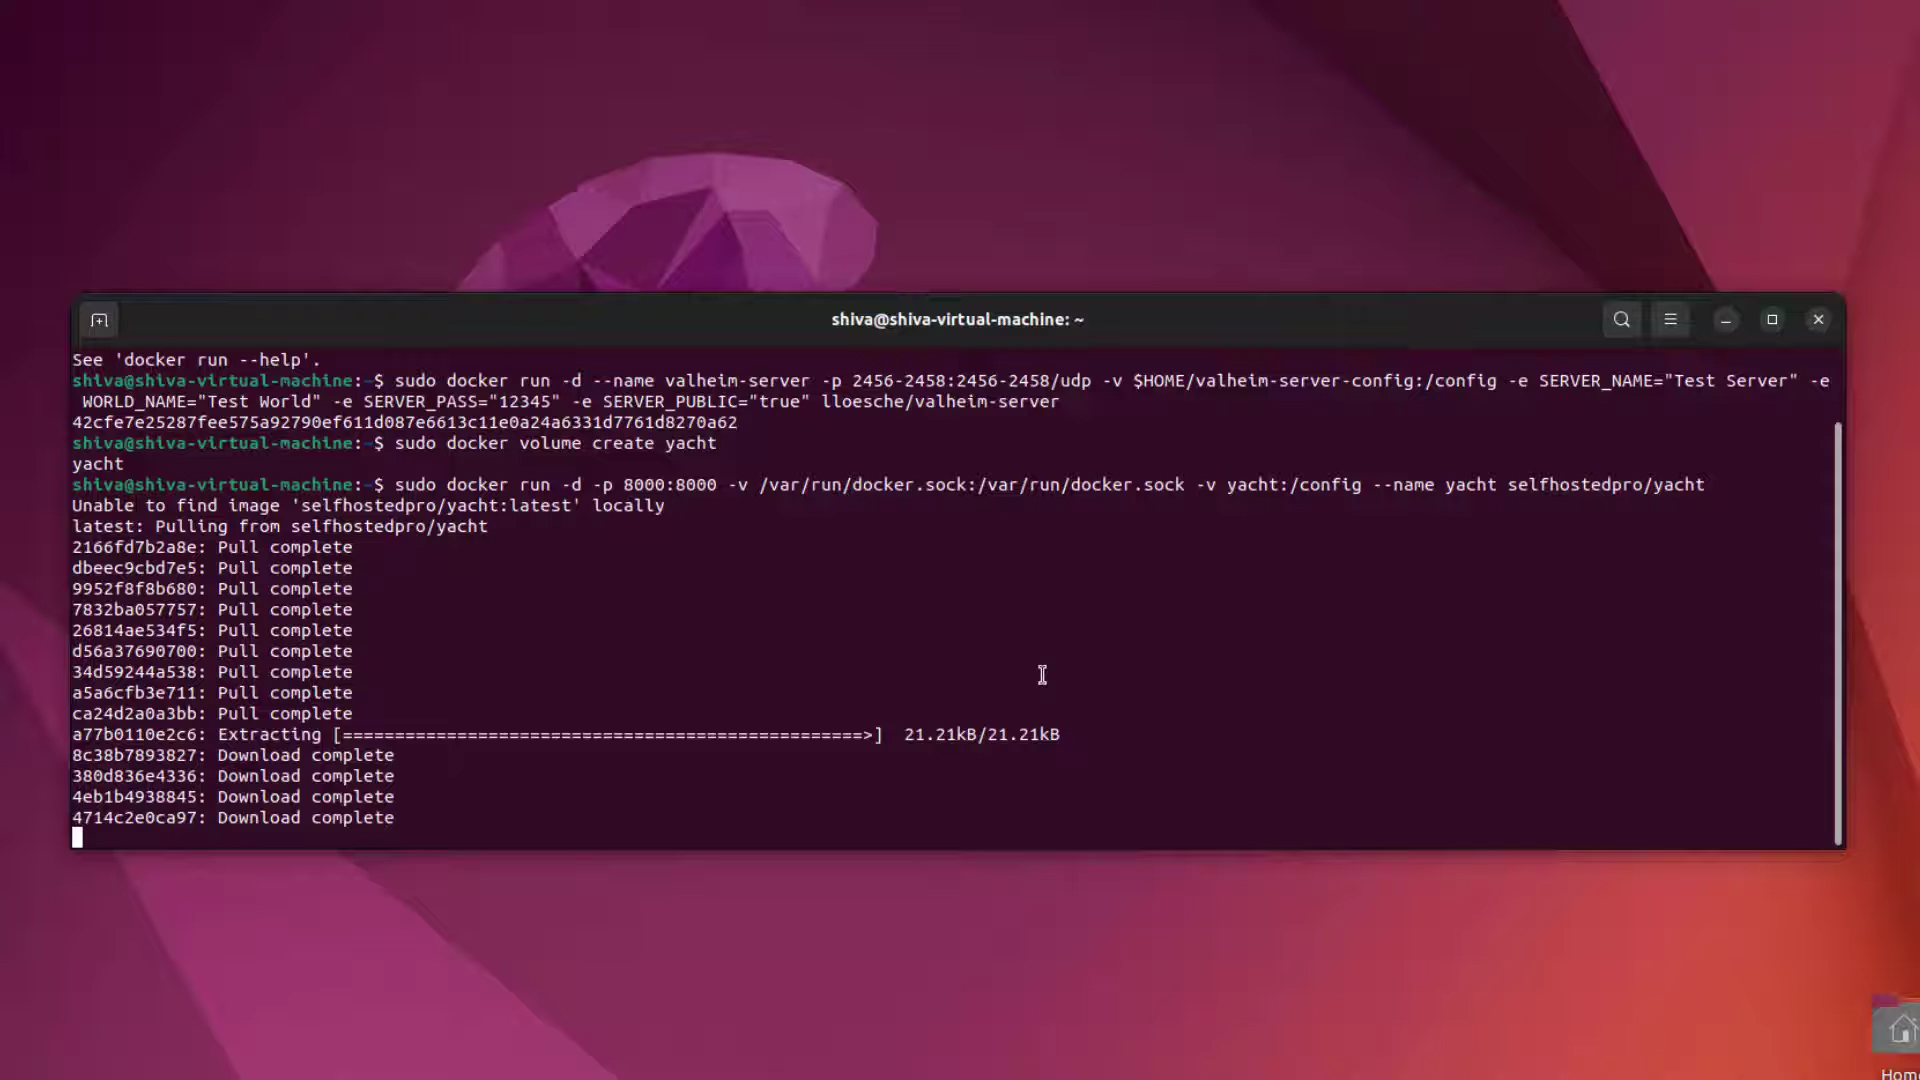 shiva@shiva-virtual-machine: ~
See 'docker run --help'.
shiva@shiva-virtual-machine:~$ sudo docker run -d --name valheim-server -p 2456-2458:2456-2458/udp -v $HOME/valheim-server-config:/config -e SERVER_NAME="Test Server" -e
WORLD_NAME="Test World" -e SERVER_PASS="12345" -e SERVER_PUBLIC="true" lloesche/valheim-server
42cfe7e25287fee575a92790ef611d087e6613c11e0a24a6331d7761d8270a62
shiva@shiva-virtual-machine:~$ sudo docker volume create yacht
yacht
shiva@shiva-virtual-machine:~$ sudo docker run -d -p 8000:8000 -v /var/run/docker.sock:/var/run/docker.sock -v yacht:/config --name yacht selfhostedpro/yacht
Unable to find image 'selfhostedpro/yacht:latest' locally
latest: Pulling from selfhostedpro/yacht
2166fd7b2a8e: Pull complete
dbeec9cbd7e5: Pull complete
9952f8f8b680: Pull complete
7832ba057757: Pull complete
26814ae534f5: Pull complete
d56a37690700: Pull complete
34d59244a538: Pull complete
a5a6cfb3e711: Pull complete
ca24d2a0a3bb: Pull complete
a77b0110e2c6: Extracting [==================================================>]  21.21kB/21.21kB
8c38b7893827: Download complete
380d836e4336: Download complete
4eb1b4938845: Download complete
4714c2e0ca97: Download complete